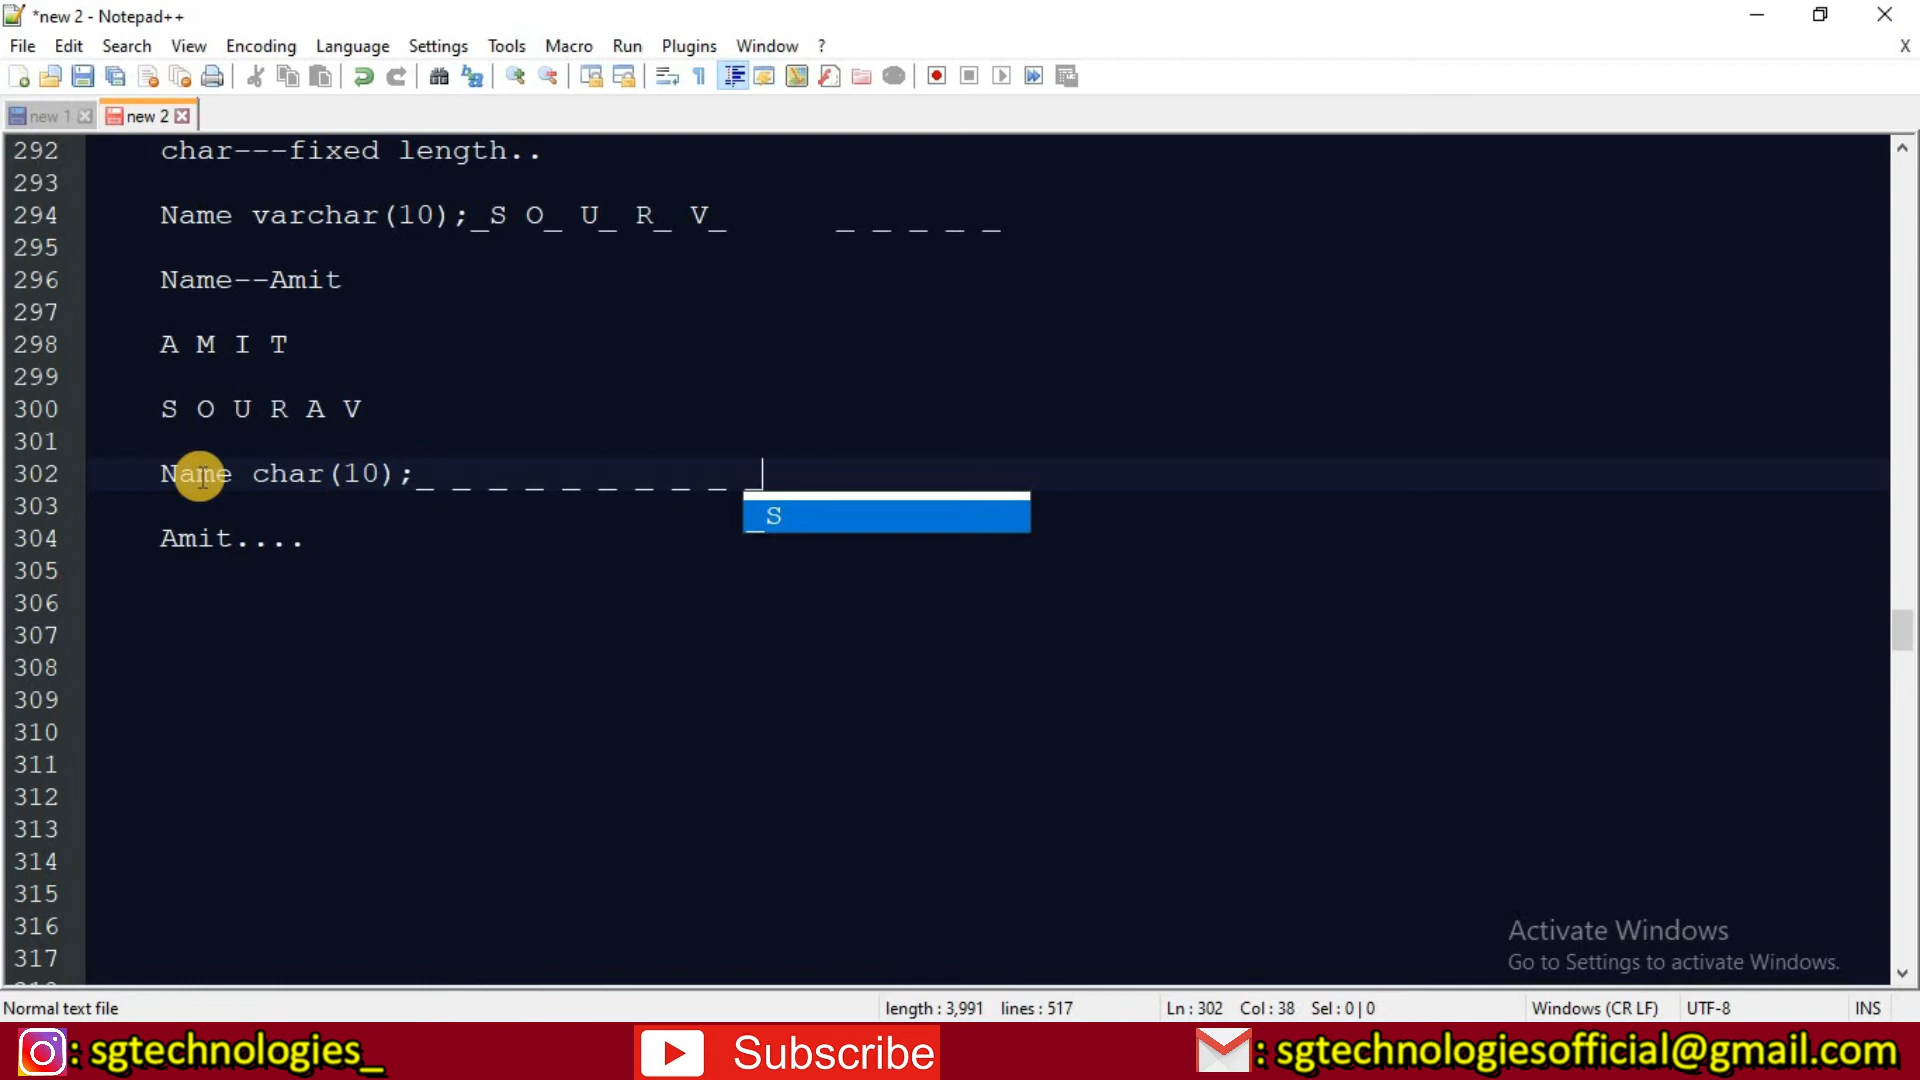 *new 2 - Notepad++
File Edit Search View Encoding Language Settings Tools Macro Run Plugins Window ? X
new 1 new 2
292 char---fixed length..
293
294 Name varchar(10);_S O_ U_ R_ V_ _ _ _ _ _
295
296 Name--Amit
297
298 A M I T
299
300 S O U R A V
301
302 Name char(10);_ _ _ _ _ _ _ _ _ _
_S
303
304 Amit....
305
306
307
308
309
310
311
312
313
314
315
316
317
Activate Windows
Go to Settings to activate Windows.
Normal text file length : 3,991 lines : 517 Ln : 302 Col : 38 Sel : 0 | 0 Windows (CR LF) UTF-8 INS
: sgtechnologies_ Subscribe : sgtechnologiesofficial@gmail.com